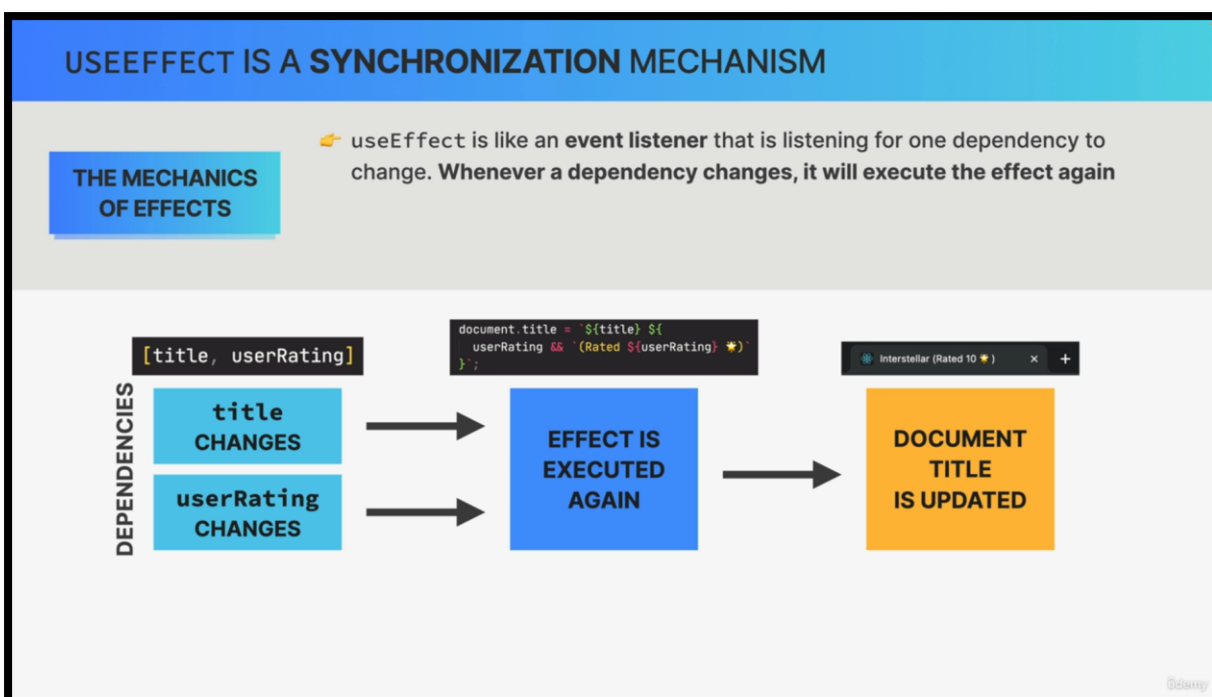 USEEFFECT IS A SYNCHRONIZATION MECHANISM
THE MECHANICS
OF EFFECTS
👉 useEffect is like an event listener that is listening for one dependency to
change. Whenever a dependency changes, it will execute the effect again
[title, userRating]
DEPENDENCIES
title
CHANGES
userRating
CHANGES
document.title = `${title} ${
userRating && `(Rated ${userRating} 🌟)`
}`;
EFFECT IS
EXECUTED
AGAIN
Interstellar (Rated 10 🌟) × +
DOCUMENT
TITLE
IS UPDATED
ûdemy